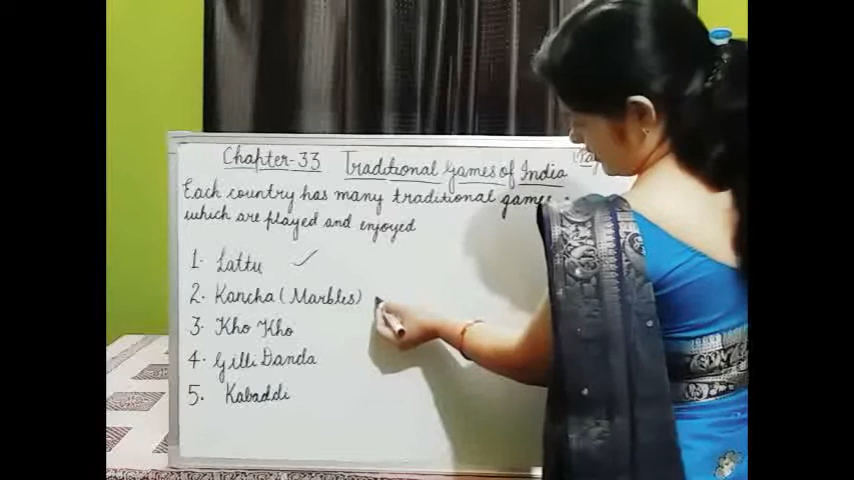 Chapter-33 Traditional Games of India
Each country has many traditional games
which are played and enjoyed
1. Lattu ✓
2. Kancha (Marbles)
3. Kho Kho
4. Gilli Danda
5. Kabaddi